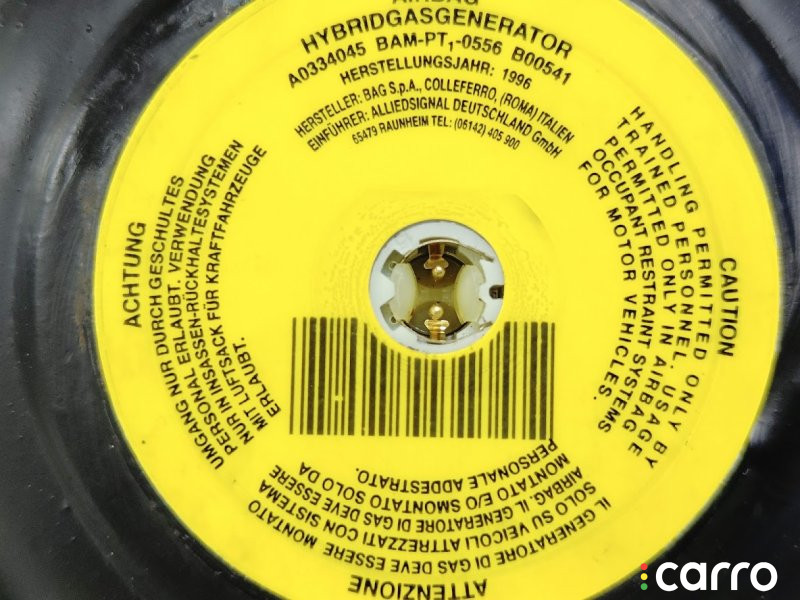 AIRBAG
HYBRIDGASGENERATOR
A0334045 BAM-PT₁-0556 B00541
HERSTELLUNGSJAHR: 1996
HERSTELLER: BAG S.p.A., COLLEFERRO, (ROMA) ITALIEN
EINFÜHRER: ALLIEDSIGNAL DEUTSCHLAND GmbH
65479 RAUNHEIM TEL: (06142) 405 900
ACHTUNG
UMGANG NUR DURCH GESCHULTES
PERSONAL ERLAUBT. VERWENDUNG
NUR IN INSASSEN-RÜCKHALTESYSTEMEN
MIT LUFTSACK FÜR KRAFTFAHRZEUGE
ERLAUBT.
CAUTION
HANDLING PERMITTED ONLY BY
TRAINED PERSONNEL. USAGE
PERMITTED ONLY IN AIRBAG
OCCUPANT RESTRAINT SYSTEMS
FOR MOTOR VEHICLES.
ATTENZIONE
IL GENERATORE DI GAS DEVE ESSERE MONTATO
SOLO SU VEICOLI ATTREZZATI CON SISTEMA
AIRBAG. IL GENERATORE DI GAS DEVE ESSERE
MONTATO E/O SMONTATO SOLO DA
PERSONALE ADDESTRATO.
carro